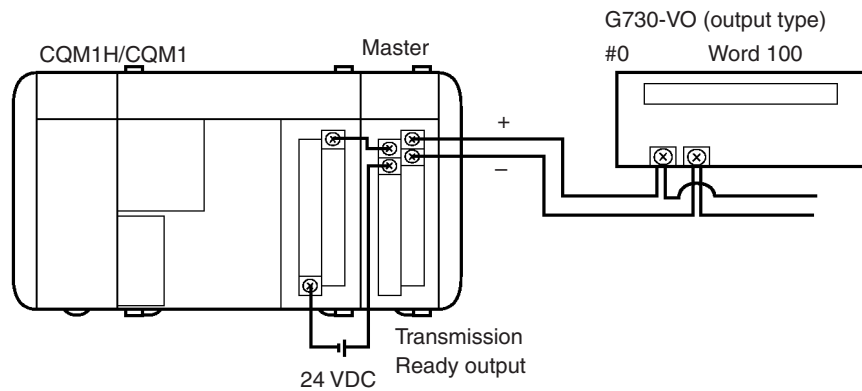 G730-VO (output type)
CQM1H/CQM1
Master
#0
Word 100
+
–
Transmission
Ready output
24 VDC